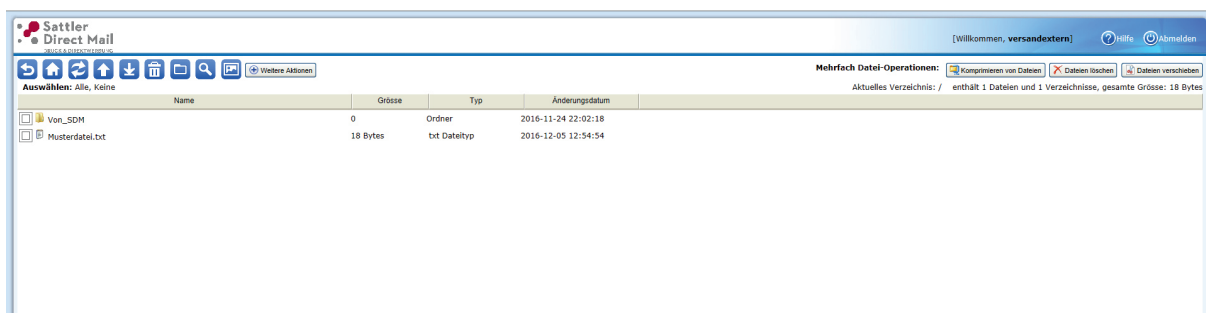 Sattler
Direct Mail
DRUCK & DIREKTWERBUNG
[Willkommen, versandextern] Hilfe Abmelden
Weitere Aktionen
Mehrfach Datei-Operationen: Komprimieren von Dateien Dateien löschen Dateien verschieben
Auswählen: Alle, Keine
Aktuelles Verzeichnis: / enthält 1 Dateien und 1 Verzeichnisse, gesamte Grösse: 18 Bytes
Name Grösse Typ Änderungsdatum
Von_SDM 0 Ordner 2016-11-24 22:02:18
Musterdatei.txt 18 Bytes txt Dateityp 2016-12-05 12:54:54